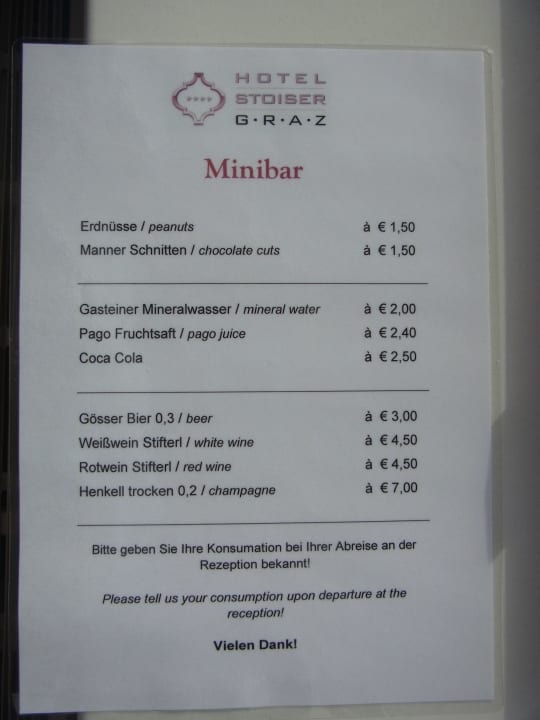 HOTEL
STOISER
G·R·A·Z
Minibar
Erdnüsse / peanuts à € 1,50
Manner Schnitten / chocolate cuts à € 1,50
Gasteiner Mineralwasser / mineral water à € 2,00
Pago Fruchtsaft / pago juice à € 2,40
Coca Cola à € 2,50
Gösser Bier 0,3 / beer à € 3,00
Weißwein Stifterl / white wine à € 4,50
Rotwein Stifterl / red wine à € 4,50
Henkell trocken 0,2 / champagne à € 7,00
Bitte geben Sie Ihre Konsumation bei Ihrer Abreise an der
Rezeption bekannt!
Please tell us your consumption upon departure at the
reception!
Vielen Dank!